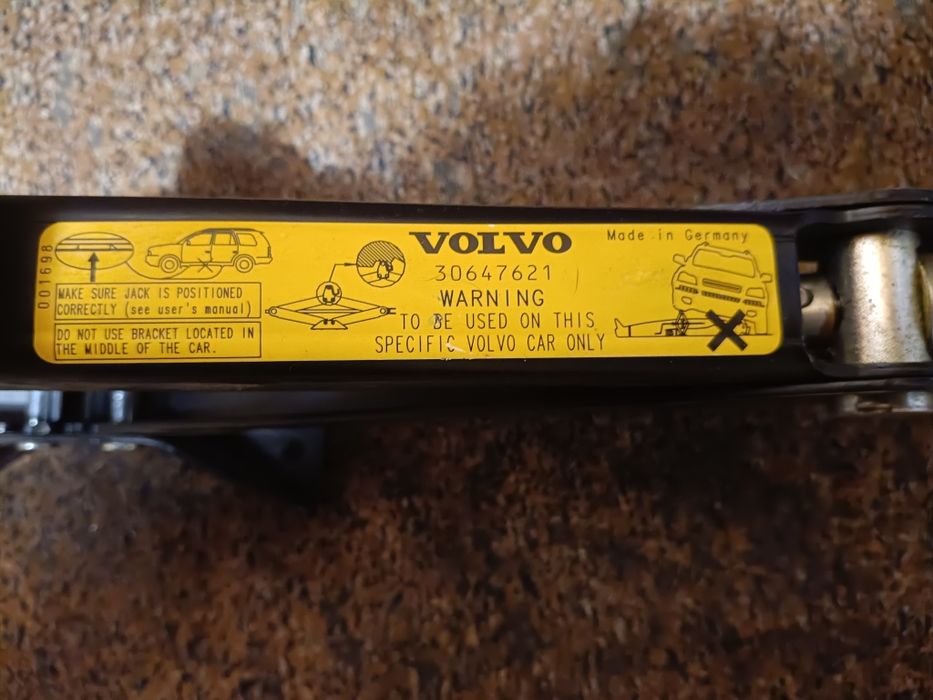 001698
MAKE SURE JACK IS POSITIONED
CORRECTLY (see user's manual)
DO NOT USE BRACKET LOCATED IN
THE MIDDLE OF THE CAR.
VOLVO
30647621
WARNING
TO BE USED ON THIS
SPECIFIC VOLVO CAR ONLY
Made in Germany